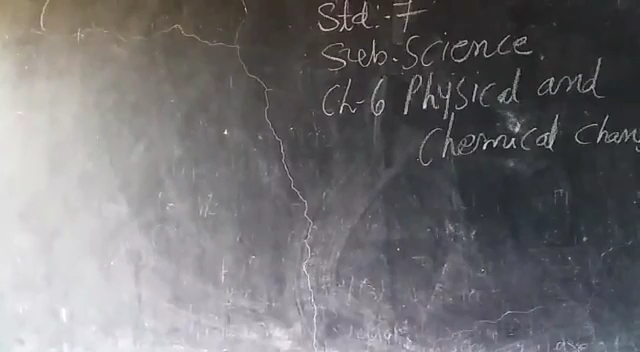 Std:-7
Sub.Science.
Ch-6 Physical and
Chemical Chang